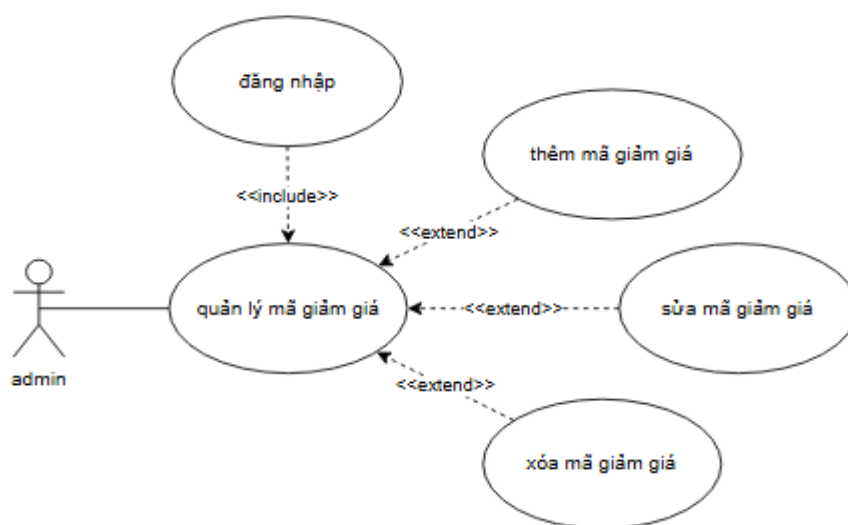 đăng nhập
thêm mã giảm giá
<<include>>
<<extend>>
quản lý mã giảm giá
<<extend>>
sửa mã giảm giá
admin
<<extend>>
xóa mã giảm giá